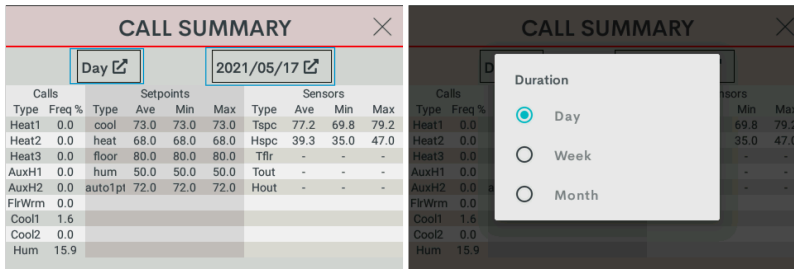 CALL SUMMARY
Day 2021/05/17
Calls Setpoints Sensors
Type Freq % Type Ave Min Max Type Ave Min Max
Heat1 0.0 cool 73.0 73.0 73.0 Tspc 77.2 69.8 79.2
Heat2 0.0 heat 68.0 68.0 68.0 Hspc 39.3 35.0 47.0
Heat3 0.0 floor 80.0 80.0 80.0 Tflr - - -
AuxH1 0.0 hum 50.0 50.0 50.0 Tout - - -
AuxH2 0.0 auto1pt 72.0 72.0 72.0 Hout - - -
FlrWrm 0.0
Cool1 1.6
Cool2 0.0
Hum 15.9
CALL SUMMARY
D
Calls nsors
Type Freq % Min Max
Heat1 0.0 69.8 79.2
Heat2 0.0 35.0 47.0
Heat3 0.0 - -
AuxH1 0.0 - -
AuxH2 0.0 - -
FlrWrm 0.0
Cool1 1.6
Cool2 0.0
Hum 15.9
Duration
Day
Week
Month